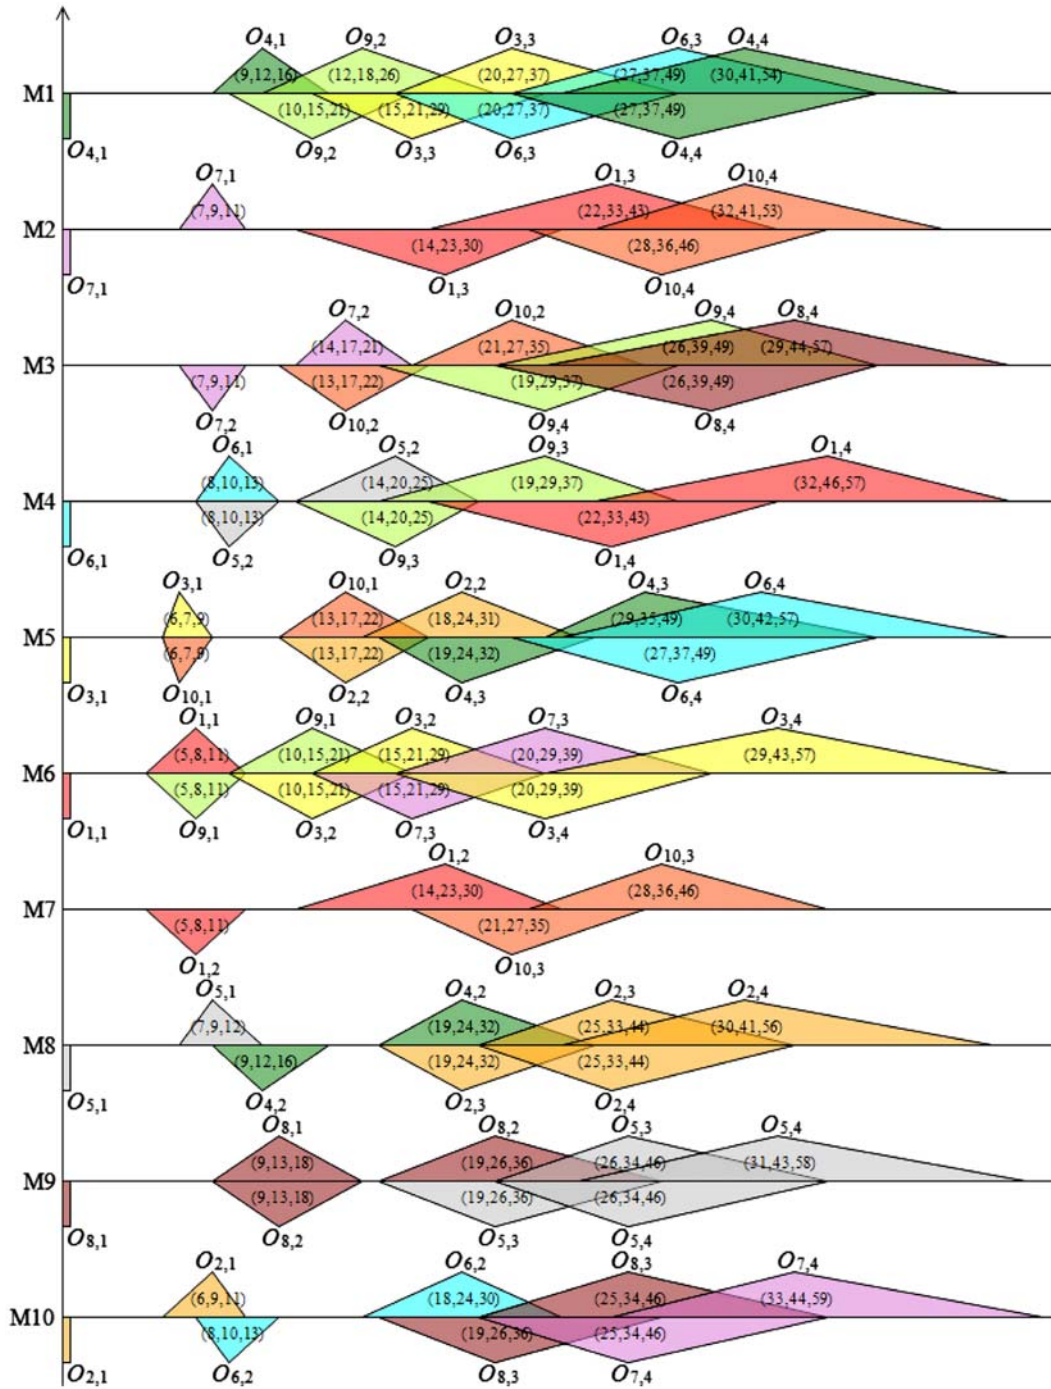 O4,1 O9,2 O3,3 O6,3 O4,4
(9,12,16) (12,18,26) (20,27,37) (27,37,49) (30,41,54)
M1
(10,15,21) (15,21,29) (20,27,37) (27,37,49)
O4,1 O9,2 O3,3 O6,3 O4,4
O7,1 O1,3 O10,4
(7,9,11) (22,33,43) (32,41,53)
M2
(14,23,30) (28,36,46)
O7,1 O1,3 O10,4
O7,2 O10,2 O9,4 O8,4
(14,17,21) (21,27,35) (26,39,49) (29,44,57)
M3
(7,9,11) (13,17,22) (19,29,37) (26,39,49)
O7,2 O10,2 O9,4 O8,4
O6,1 O5,2 O9,3 O1,4
(8,10,13) (14,20,25) (19,29,37) (32,46,57)
M4
(8,10,13) (14,20,25) (22,33,43)
O6,1 O5,2 O9,3 O1,4
O3,1 O10,1 O2,2 O4,3 O6,4
(6,7,9) (13,17,22) (18,24,31) (29,35,49) (30,42,57)
M5
(6,7,9) (13,17,22) (19,24,32) (27,37,49)
O3,1 O10,1 O2,2 O4,3 O6,4
O1,1 O9,1 O3,2 O7,3 O3,4
(5,8,11) (10,15,21) (15,21,29) (20,29,39) (29,43,57)
M6
(5,8,11) (10,15,21) (15,21,29) (20,29,39)
O1,1 O9,1 O3,2 O7,3 O3,4
O1,2 O10,3
(14,23,30) (28,36,46)
M7
(5,8,11) (21,27,35)
O1,2 O10,3
O5,1 O4,2 O2,3 O2,4
(7,9,12) (19,24,32) (25,33,44) (30,41,56)
M8
(9,12,16) (19,24,32) (25,33,44)
O5,1 O4,2 O2,3 O2,4
O8,1 O8,2 O5,3 O5,4
(9,13,18) (19,26,36) (26,34,46) (31,43,58)
M9
(9,13,18) (19,26,36) (26,34,46)
O8,1 O8,2 O5,3 O5,4
O2,1 O6,2 O8,3 O7,4
(6,9,11) (18,24,30) (25,34,46) (33,44,59)
M10
(8,10,13) (19,26,36) (25,34,46)
O2,1 O6,2 O8,3 O7,4